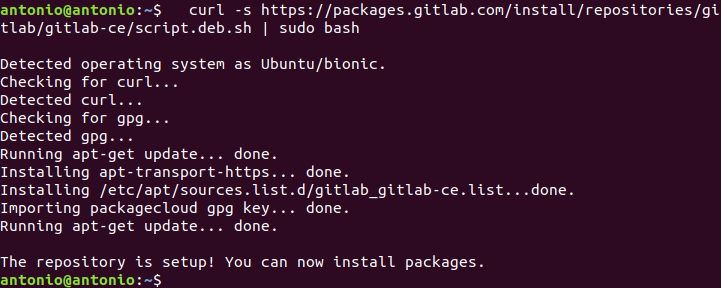 antonio@antonio:~$   curl -s https://packages.gitlab.com/install/repositories/gi
tlab/gitlab-ce/script.deb.sh | sudo bash
Detected operating system as Ubuntu/bionic.
Checking for curl...
Detected curl...
Checking for gpg...
Detected gpg...
Running apt-get update... done.
Installing apt-transport-https... done.
Installing /etc/apt/sources.list.d/gitlab_gitlab-ce.list...done.
Importing packagecloud gpg key... done.
Running apt-get update... done.
The repository is setup! You can now install packages.
antonio@antonio:~$